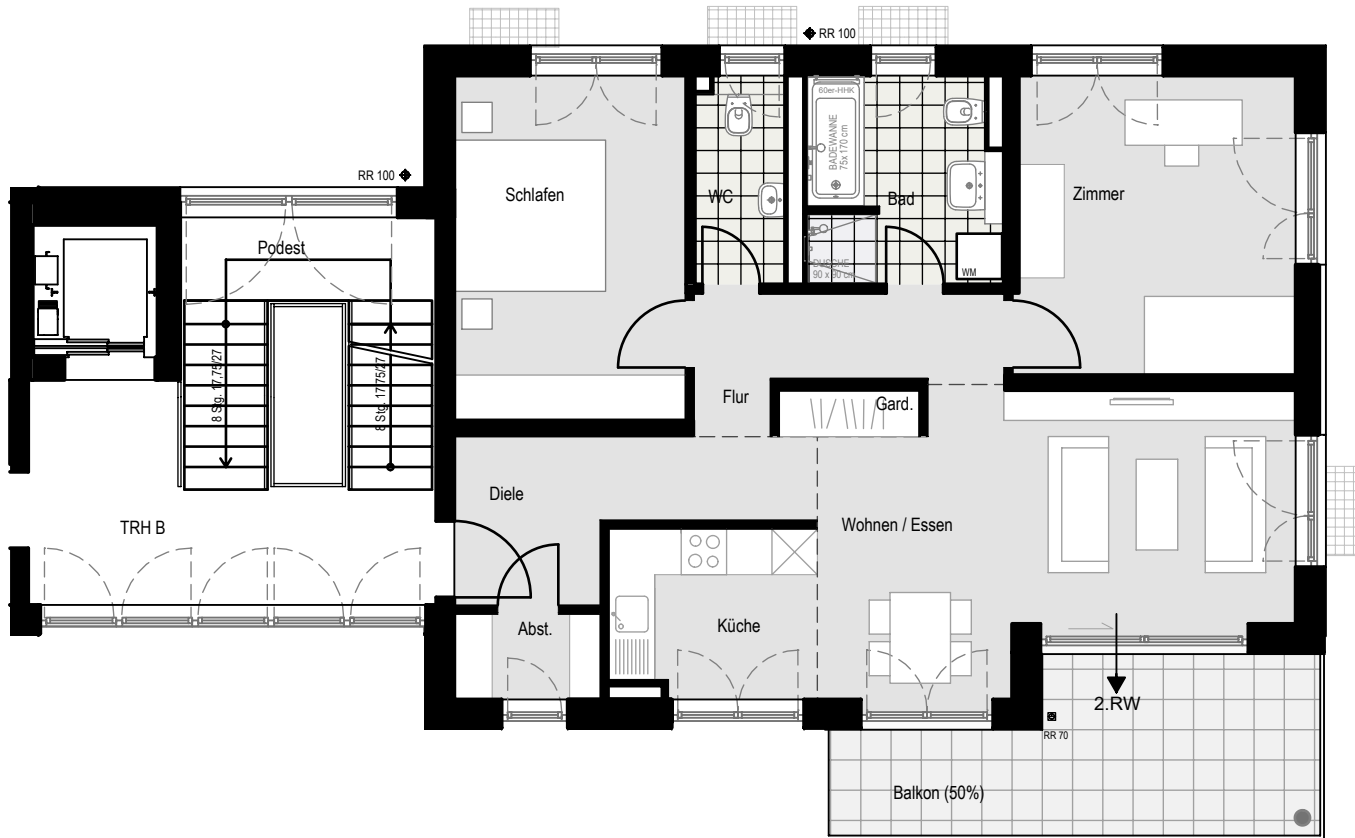 RR 100
RR 100
60er-HHK
BADEWANNE
75x 170 cm
Schlafen
WC
Bad
Zimmer
Podest
DUSCHE
90 x 90 cm
WM
8 Stg. 17,75/27
8 Stg. 17,75/27
Flur
Gard.
Diele
TRH B
Wohnen / Essen
Abst.
Küche
2.RW
RR 70
Balkon (50%)